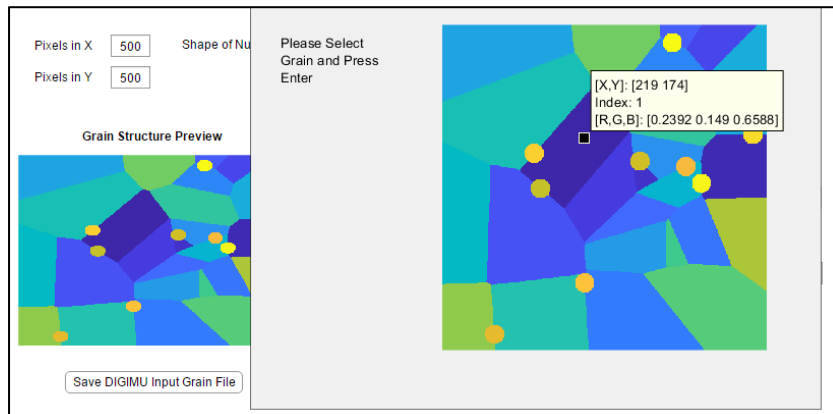 Pixels in X 500 Shape of Nu
Pixels in Y 500
Grain Structure Preview
Save DIGIMU Input Grain File
Please Select
Grain and Press
Enter
[X,Y]: [219 174]
Index: 1
[R,G,B]: [0.2392 0.149 0.6588]